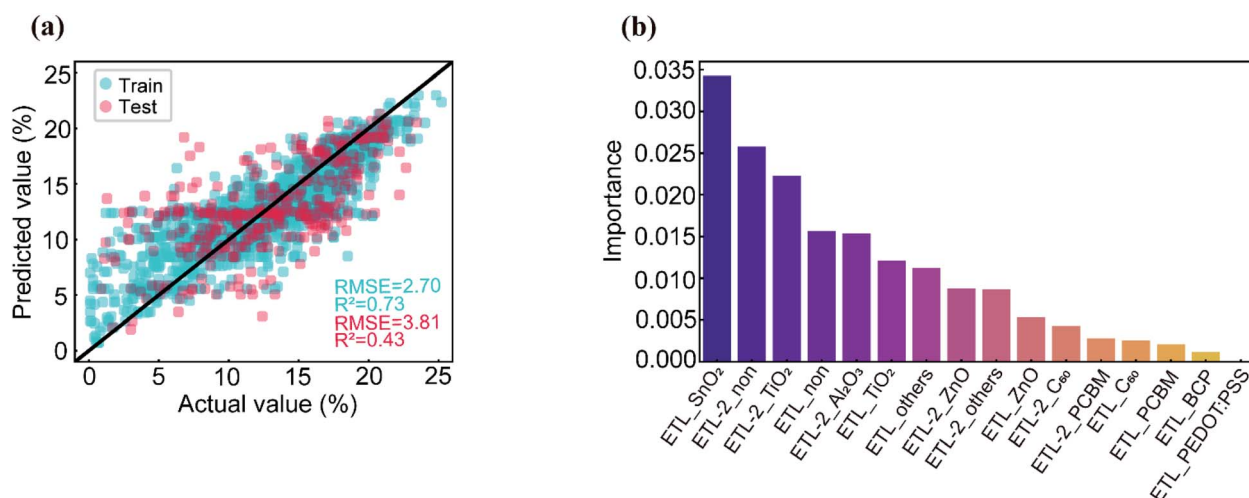 (a)
25
20
15
10
5
0
Predicted value (%)
Train
Test
RMSE=2.70
R²=0.73
RMSE=3.81
R²=0.43
0 5 10 15 20 25
Actual value (%)
(b)
0.035
0.030
0.025
0.020
0.015
0.010
0.005
0.000
Importance
ETL_SnO₂
ETL-2_non
ETL-2_TiO₂
ETL_non
ETL-2_Al₂O₃
ETL_TiO₂
ETL_others
ETL-2_ZnO
ETL-2_others
ETL_ZnO
ETL-2_C₆₀
ETL-2_PCBM
ETL_C₆₀
ETL_PCBM
ETL_BCP
ETL_PEDOT:PSS